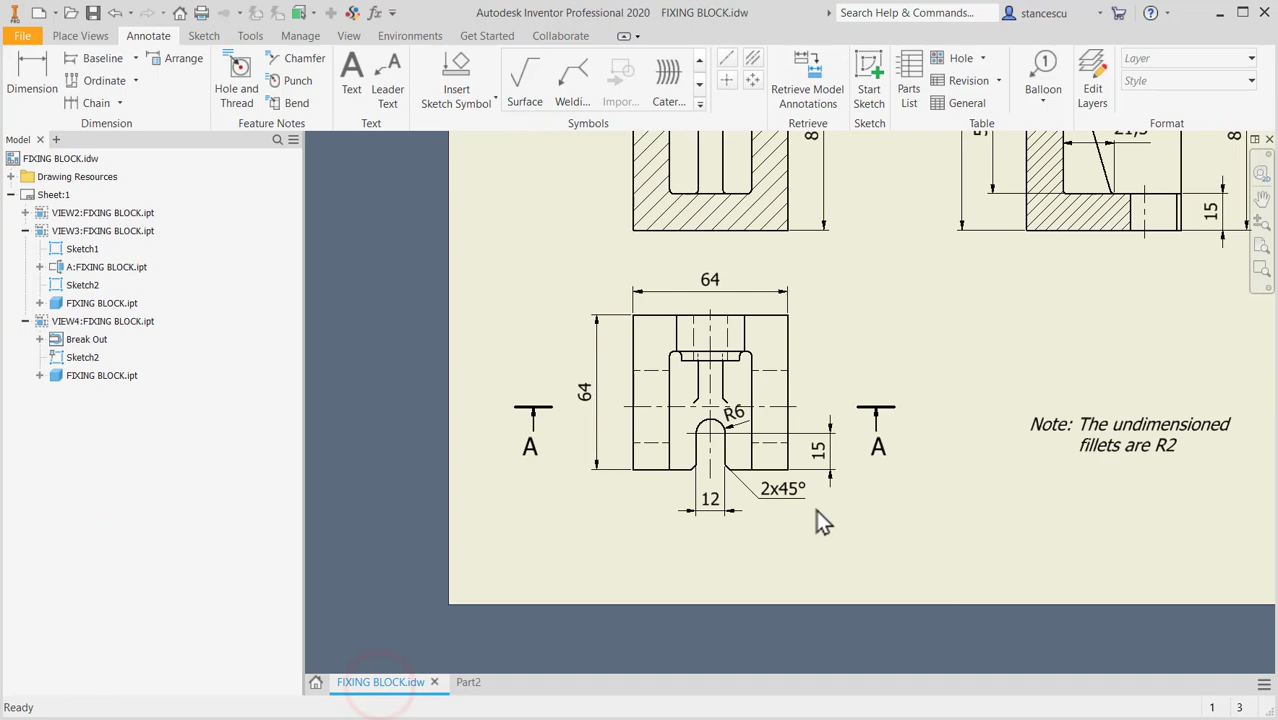 PRO
Autodesk Inventor Professional 2020 FIXING BLOCK.idw
Search Help & Commands...
stancescu
File Place Views Annotate Sketch Tools Manage View Environments Get Started Collaborate
Dimension
Baseline
Ordinate
Chain
Arrange
Dimension
Hole and Thread
Chamfer
Punch
Bend
Feature Notes
Text
Leader Text
Text
Insert Sketch Symbol
Surface
Weldi...
Impor...
Cater...
Symbols
Retrieve Model Annotations
Retrieve
Start Sketch
Sketch
Parts List
Hole
Revision
General
Table
Balloon
Edit Layers
Layer
Style
Format
Model
FIXING BLOCK.idw
Drawing Resources
Sheet:1
VIEW2:FIXING BLOCK.ipt
VIEW3:FIXING BLOCK.ipt
Sketch1
A:FIXING BLOCK.ipt
Sketch2
FIXING BLOCK.ipt
VIEW4:FIXING BLOCK.ipt
Break Out
Sketch2
FIXING BLOCK.ipt
15
64
64
R6
A
A
15
12
2x45°
Note: The undimensioned
fillets are R2
FIXING BLOCK.idw
Part2
Ready
1 3